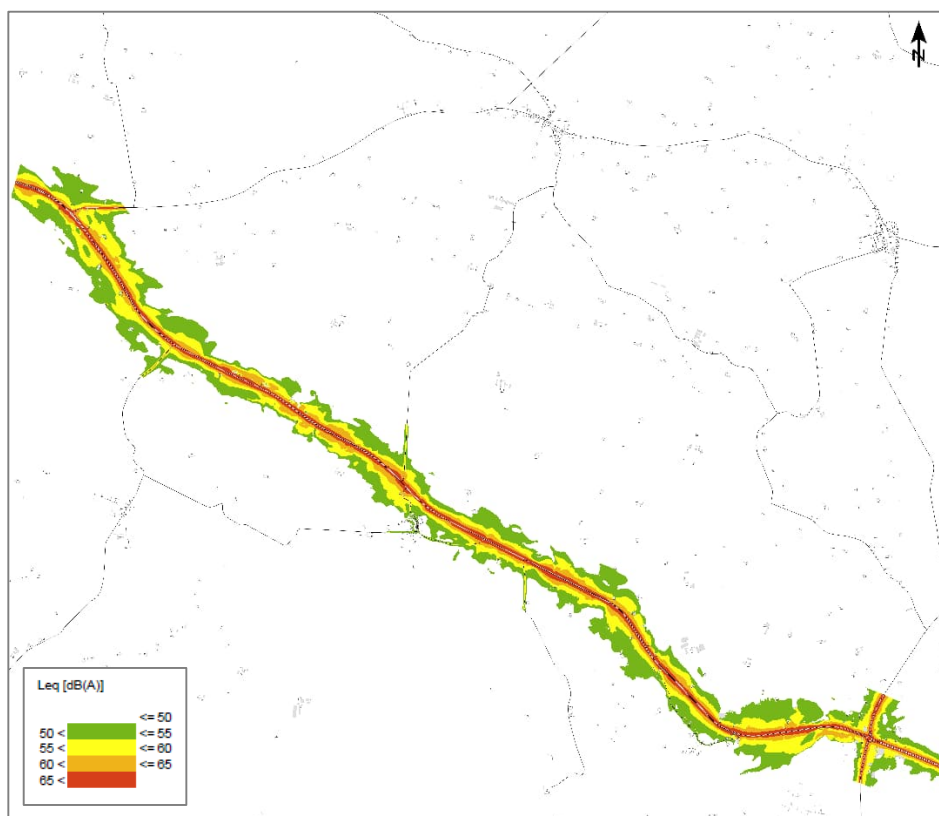 N
Leq [dB(A)]
<= 50
50 < <= 55
55 < <= 60
60 < <= 65
65 <